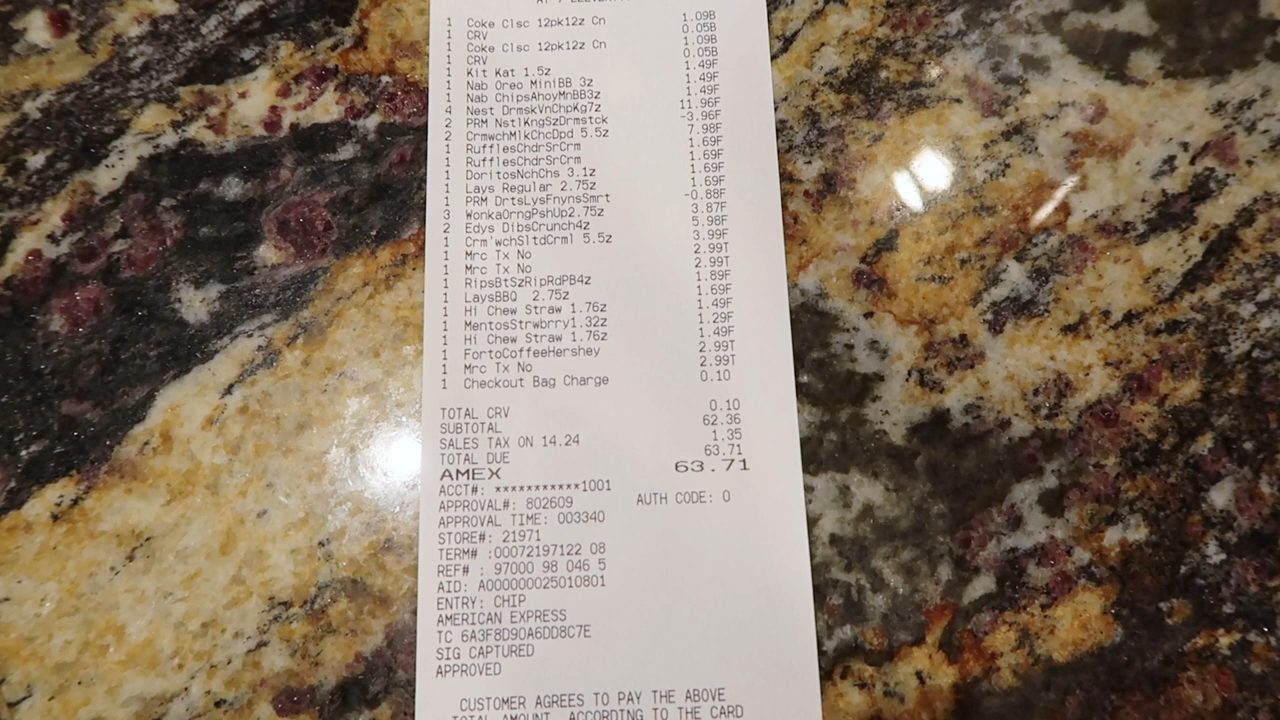 AT 7 ELEVEN
1 Coke Clsc 12pk12z Cn 1.09B
1 CRV 0.05B
1 Coke Clsc 12pk12z Cn 1.09B
1 CRV 0.05B
1 Kit Kat 1.5z 1.49F
1 Nab Oreo MiniBB 3z 1.49F
1 Nab ChipsAhoyMnBB3z 1.49F
4 Nest DrmskVnChpKg7z 11.96F
2 PRM NstlKngSzDrmstck -3.96F
2 CrmwchMlkChcDpd 5.5z 7.98F
1 RufflesChdrSrCrm 1.69F
1 RufflesChdrSrCrm 1.69F
1 DoritosNchChs 3.1z 1.69F
1 Lays Regular 2.75z 1.69F
1 PRM DrtsLysFnynsSmrt -0.88F
3 WonkaOrngPshUp2.75z 3.87F
2 Edys DibsCrunch4z 5.98F
1 Crm'wchSltdCrml 5.5z 3.99F
1 Mrc Tx No 2.99T
1 Mrc Tx No 2.99T
1 RipsBtSzRipRdPB4z 1.89F
1 LaysBBQ 2.75z 1.69F
1 Hi Chew Straw 1.76z 1.49F
1 MentosStrwbrry1.32z 1.29F
1 Hi Chew Straw 1.76z 1.49F
1 FortoCoffeeHershey 2.99T
1 Mrc Tx No 2.99T
1 Checkout Bag Charge 0.10
TOTAL CRV 0.10
SUBTOTAL 62.36
SALES TAX ON 14.24 1.35
TOTAL DUE 63.71
AMEX 63.71
ACCT#: ***********1001
APPROVAL#: 802609 AUTH CODE: 0
APPROVAL TIME: 003340
STORE#: 21971
TERM# :00072197122 08
REF# : 97000 98 046 5
AID: A000000025010801
ENTRY: CHIP
AMERICAN EXPRESS
TC 6A3F8D90A6DD8C7E
SIG CAPTURED
APPROVED
CUSTOMER AGREES TO PAY THE ABOVE
TOTAL AMOUNT, ACCORDING TO THE CARD